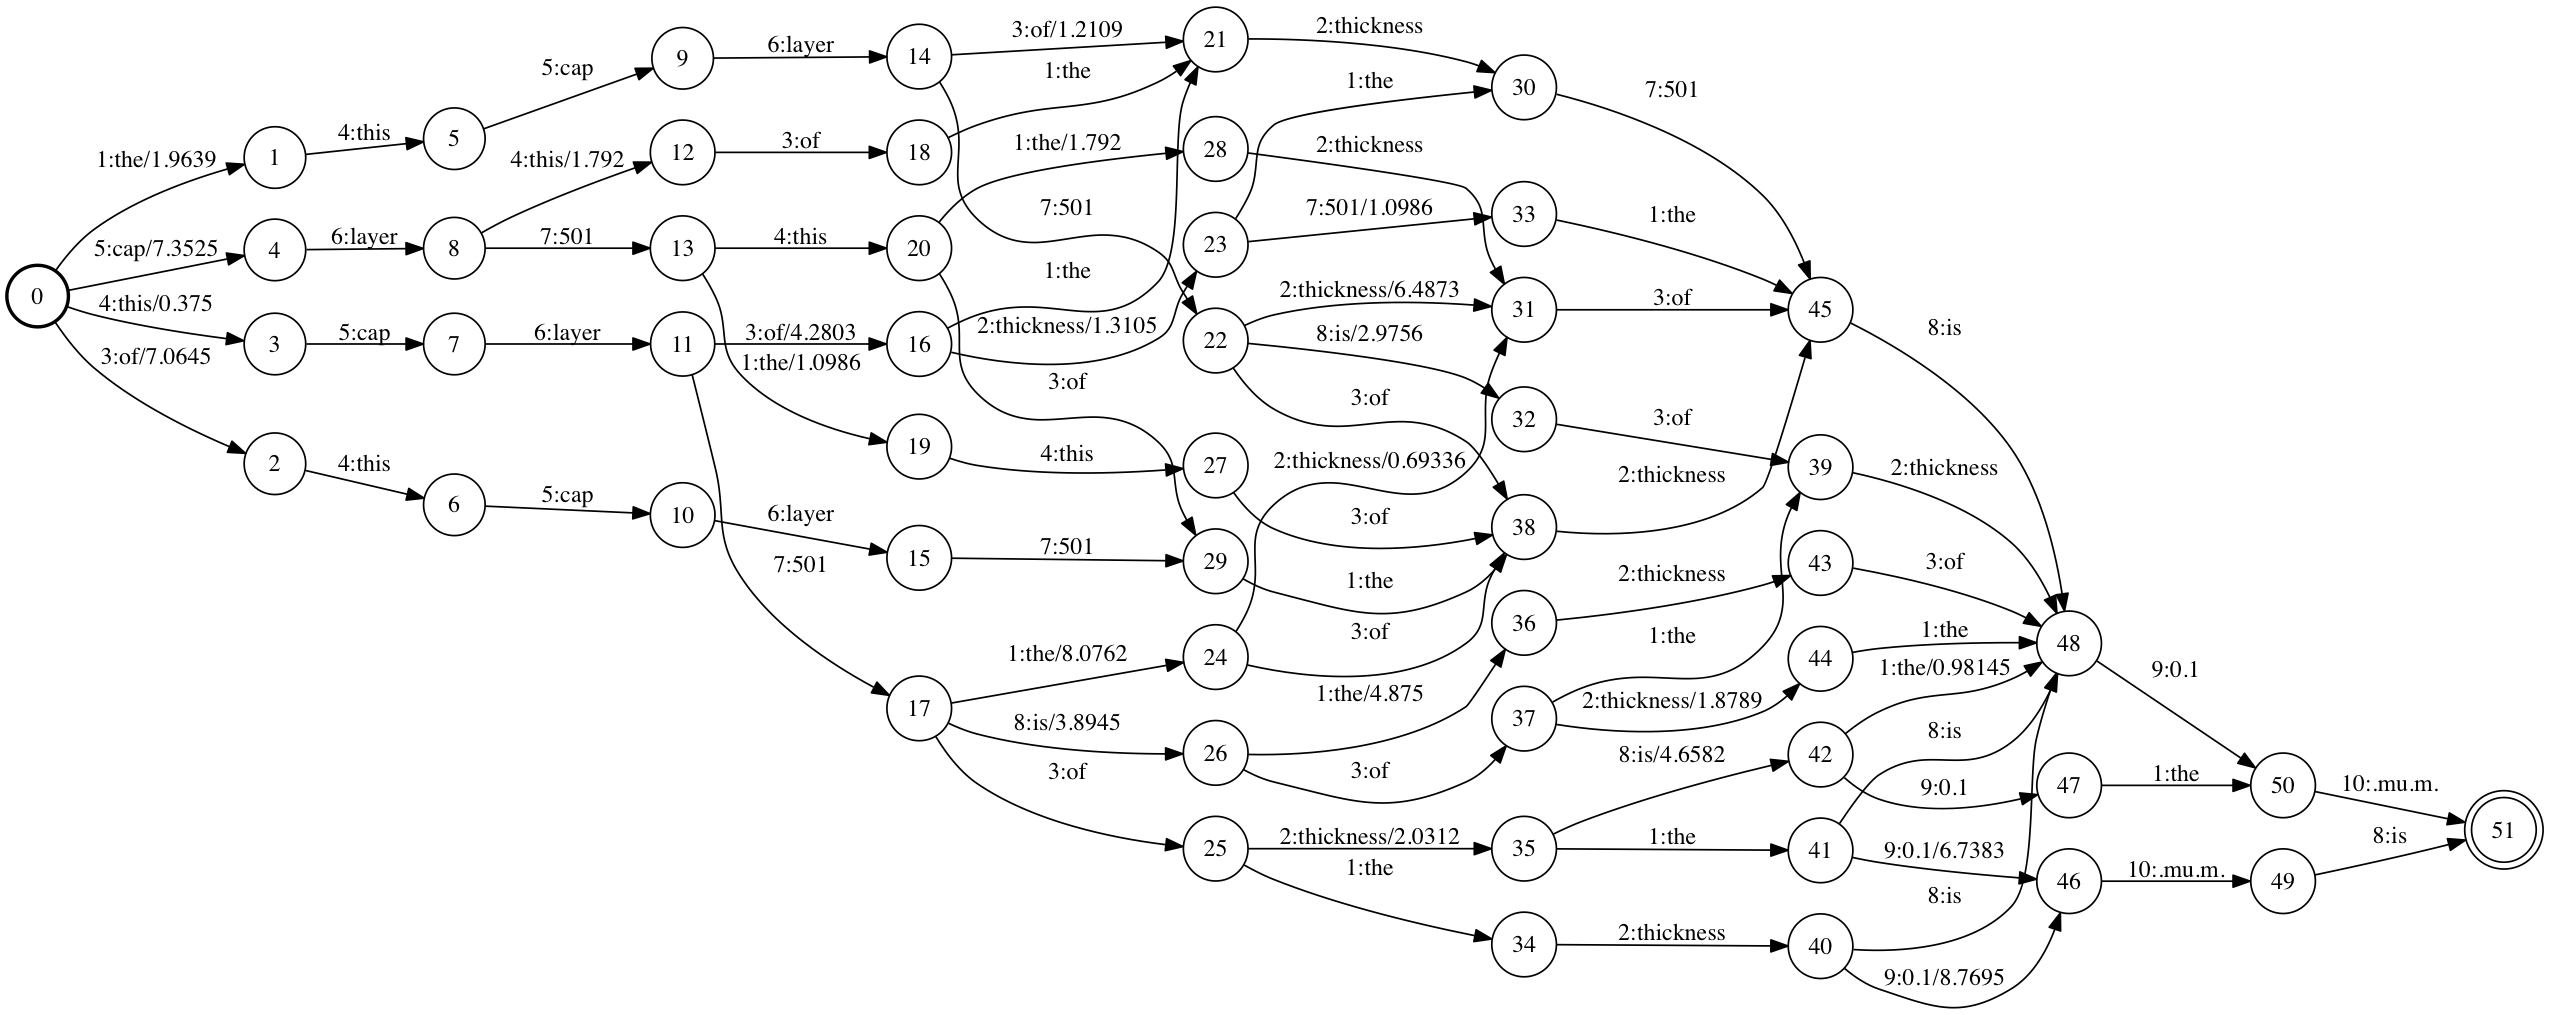 0
1:the/1.9639
5:cap/7.3525
4:this/0.375
3:of/7.0645
1
4
3
2
4:this
6:layer
5:cap
4:this
5
8
7
6
5:cap
4:this/1.792
7:501
6:layer
5:cap
9
12
13
11
10
6:layer
3:of
4:this
3:of/4.2803
1:the/1.0986
6:layer
7:501
14
18
20
16
19
15
17
3:of/1.2109
1:the
1:the/1.792
7:501
1:the
2:thickness/1.3105
3:of
4:this
7:501
1:the/8.0762
8:is/3.8945
3:of
21
28
23
22
27
29
24
26
25
2:thickness
1:the
2:thickness
7:501/1.0986
2:thickness/6.4873
8:is/2.9756
3:of
2:thickness/0.69336
3:of
1:the
3:of
1:the/4.875
3:of
2:thickness/2.0312
1:the
30
33
31
32
38
36
37
35
34
7:501
1:the
3:of
3:of
2:thickness
2:thickness
1:the
2:thickness/1.8789
8:is/4.6582
1:the
2:thickness
45
39
43
44
42
41
40
8:is
2:thickness
3:of
1:the
1:the/0.98145
8:is
9:0.1
9:0.1/6.7383
8:is
9:0.1/8.7695
48
47
46
9:0.1
1:the
10:.mu.m.
50
49
10:.mu.m.
8:is
51